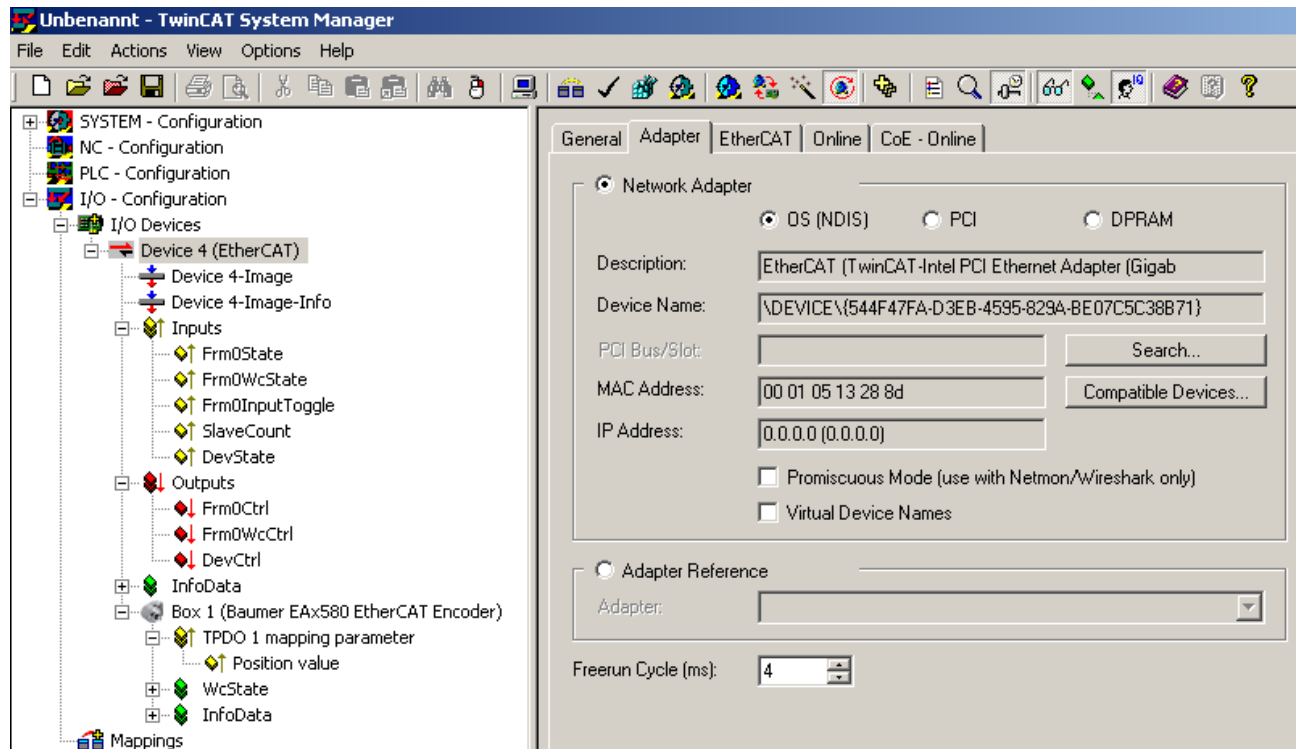 Unbenannt - TwinCAT System Manager
File Edit Actions View Options Help
SYSTEM - Configuration
NC - Configuration
PLC - Configuration
I/O - Configuration
I/O Devices
Device 4 (EtherCAT)
Device 4-Image
Device 4-Image-Info
Inputs
Frm0State
Frm0WcState
Frm0InputToggle
SlaveCount
DevState
Outputs
Frm0Ctrl
Frm0WcCtrl
DevCtrl
InfoData
Box 1 (Baumer EAx580 EtherCAT Encoder)
TPDO 1 mapping parameter
Position value
WcState
InfoData
Mappings
General Adapter EtherCAT Online CoE - Online
Network Adapter
OS (NDIS) PCI DPRAM
Description: EtherCAT (TwinCAT-Intel PCI Ethernet Adapter (Gigab
Device Name: \DEVICE\{544F47FA-D3EB-4595-829A-BE07C5C38B71}
PCI Bus/Slot: Search...
MAC Address: 00 01 05 13 28 8d Compatible Devices...
IP Address: 0.0.0.0 (0.0.0.0)
Promiscuous Mode (use with Netmon/Wireshark only)
Virtual Device Names
Adapter Reference
Adapter:
Freerun Cycle (ms): 4